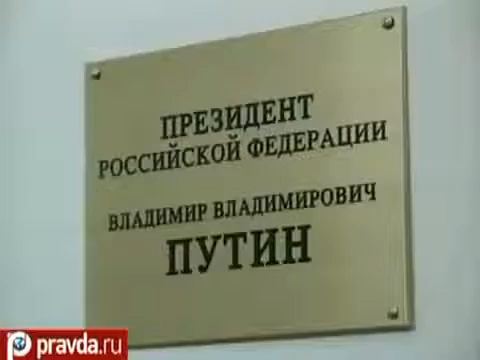 ПРЕЗИДЕНТ
РОССИЙСКОЙ ФЕДЕРАЦИИ
ВЛАДИМИР ВЛАДИМИРОВИЧ
ПУТИН
pravda.ru